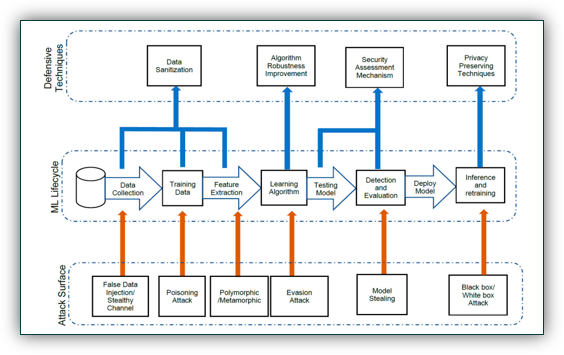 Defensive
Techniques
Data
Sanitization
Algorithm
Robustness
Improvement
Security
Assessment
Mechanism
Privacy
Preserving
Techniques
ML Lifecycle
Data
Collection
Training
Data
Feature
Extraction
Learning
Algorithm
Testing
Model
Detection
and
Evaluation
Deploy
Model
Inference
and
retraining
Attack Surface
False Data
Injection/
Stealthy
Channel
Poisoning
Attack
Polymorphic
/Metamorphic
Evasion
Attack
Model
Stealing
Black box/
White box
Attack